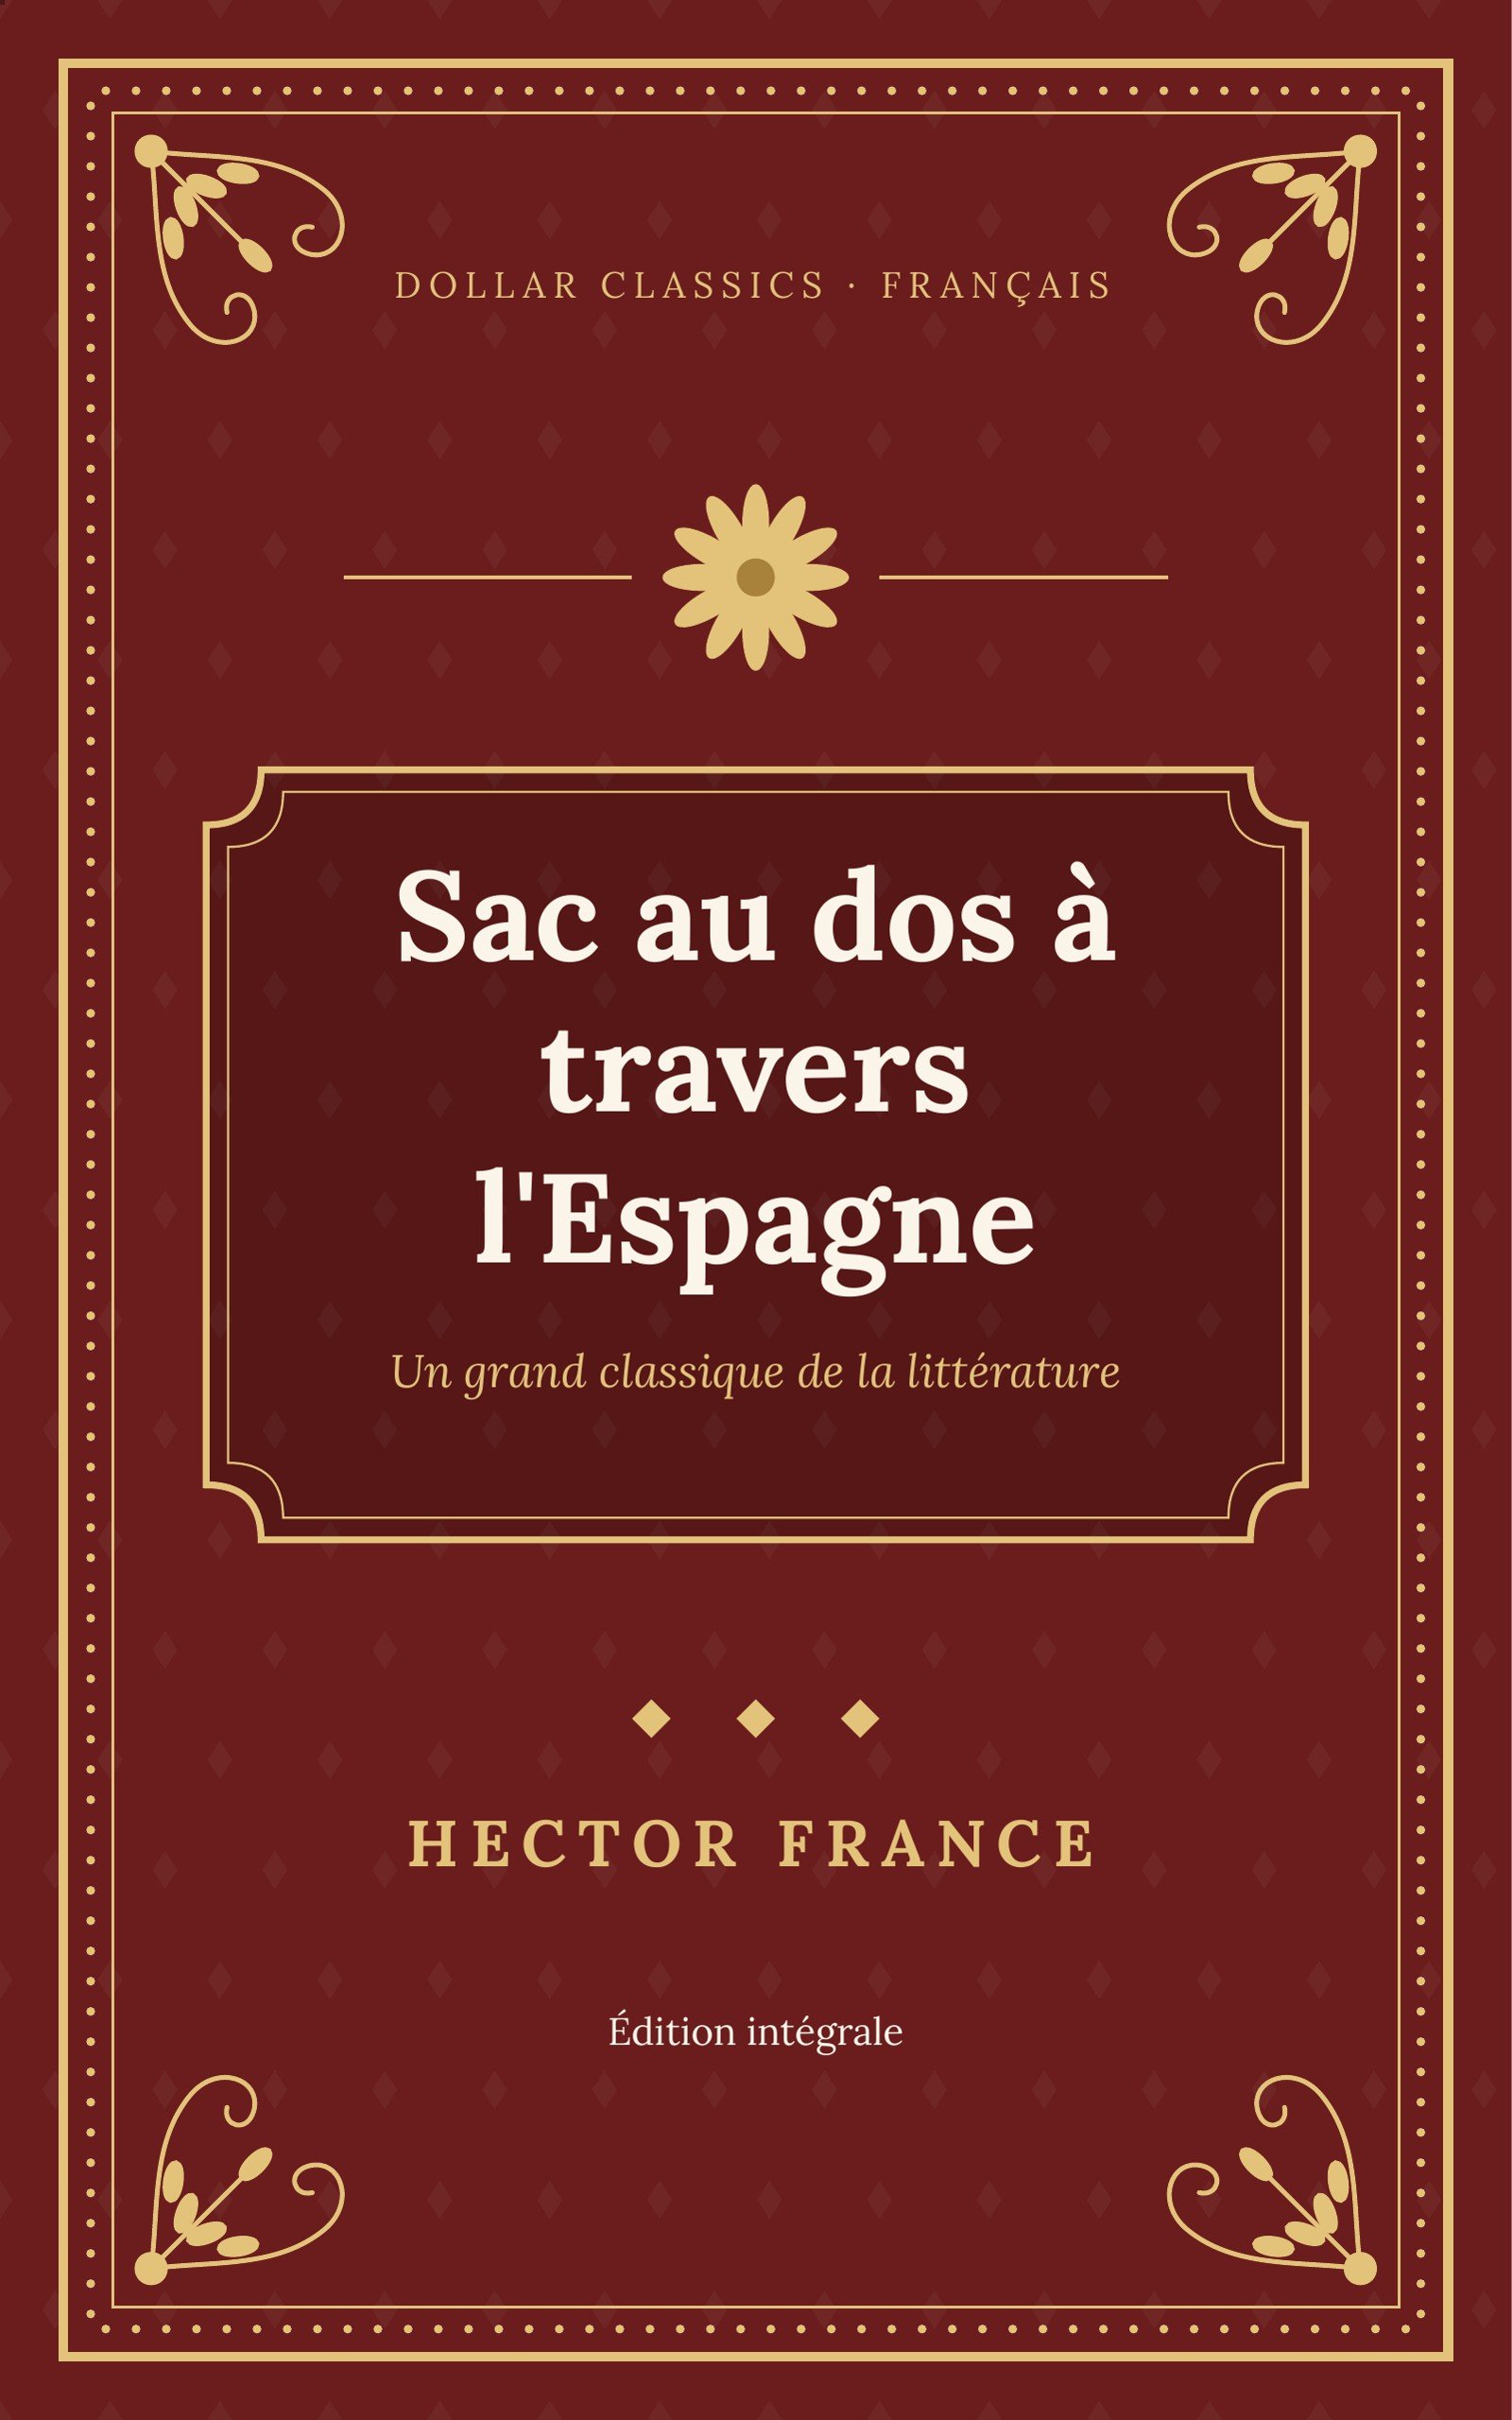 DOLLAR CLASSICS · FRANÇAIS
Sac au dos à
travers
l'Espagne
Un grand classique de la littérature
HECTOR FRANCE
Édition intégrale